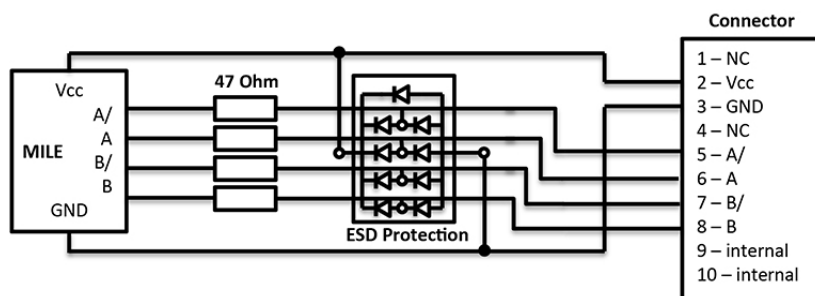 Connector
47 Ohm
1 – NC
2 – Vcc
3 – GND
4 – NC
5 – A/
6 – A
7 – B/
8 – B
9 – internal
10 – internal
Vcc
A/
A
MILE
B/
B
GND
ESD Protection